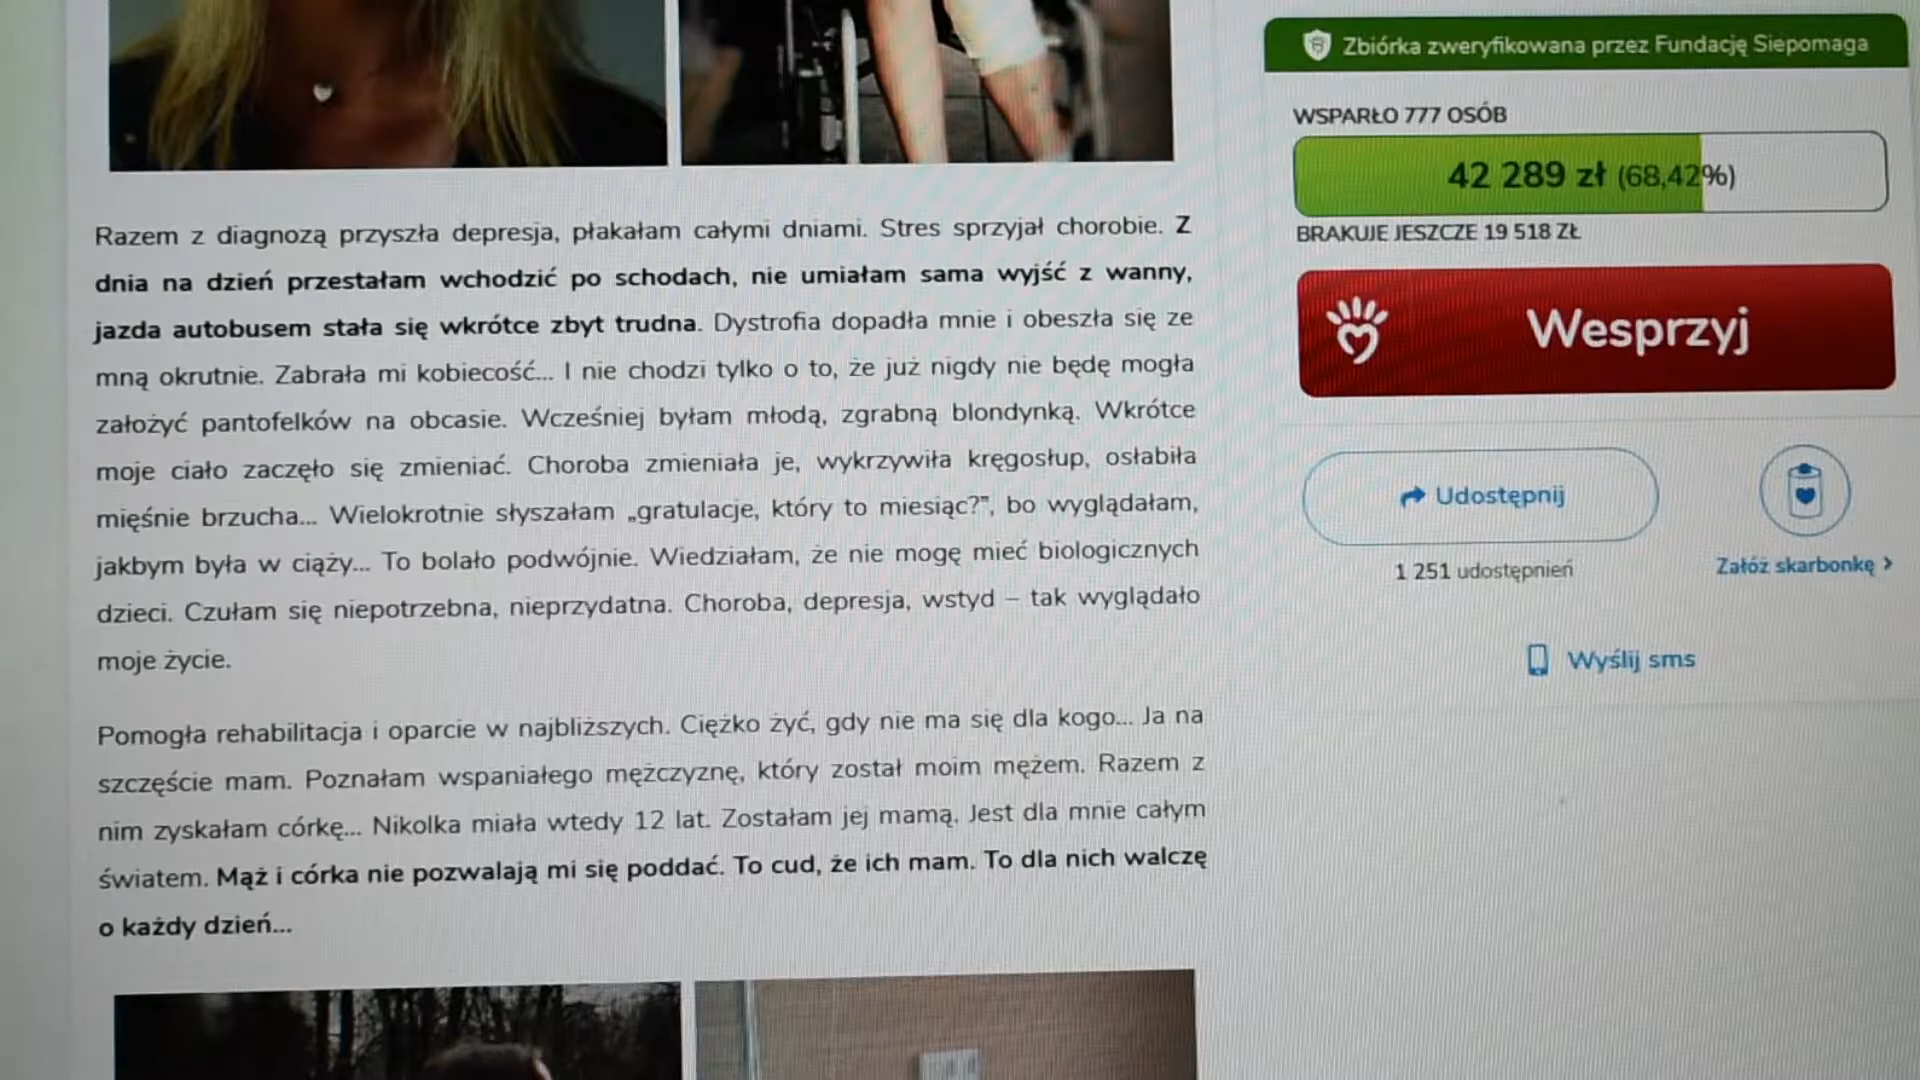 Razem z diagnozą przyszła depresja, płakałam całymi dniami. Stres sprzyjał chorobie. Z
dnia na dzień przestałam wchodzić po schodach, nie umiałam sama wyjść z wanny,
jazda autobusem stała się wkrótce zbyt trudna. Dystrofia dopadła mnie i obeszła się ze
mną okrutnie. Zabrała mi kobiecość... I nie chodzi tylko o to, że już nigdy nie będę mogła
założyć pantofelków na obcasie. Wcześniej byłam młodą, zgrabną blondynką. Wkrótce
moje ciało zaczęło się zmieniać. Choroba zmieniała je, wykrzywiła kręgosłup, osłabiła
mięśnie brzucha... Wielokrotnie słyszałam „gratulacje, który to miesiąc?”, bo wyglądałam,
jakbym była w ciąży... To bolało podwójnie. Wiedziałam, że nie mogę mieć biologicznych
dzieci. Czułam się niepotrzebna, nieprzydatna. Choroba, depresja, wstyd – tak wyglądało
moje życie.
Pomogła rehabilitacja i oparcie w najbliższych. Ciężko żyć, gdy nie ma się dla kogo... Ja na
szczęście mam. Poznałam wspaniałego mężczyznę, który został moim mężem. Razem z
nim zyskałam córkę... Nikolka miała wtedy 12 lat. Zostałam jej mamą. Jest dla mnie całym
światem. Mąż i córka nie pozwalają mi się poddać. To cud, że ich mam. To dla nich walczę
o każdy dzień...
Zbiórka zweryfikowana przez Fundację Siepomaga
WSPARŁO 777 OSÓB
42 289 zł (68,42%)
BRAKUJE JESZCZE 19 518 ZŁ
Wesprzyj
Udostępnij
1 251 udostępnień
Załóż skarbonkę >
Wyślij sms